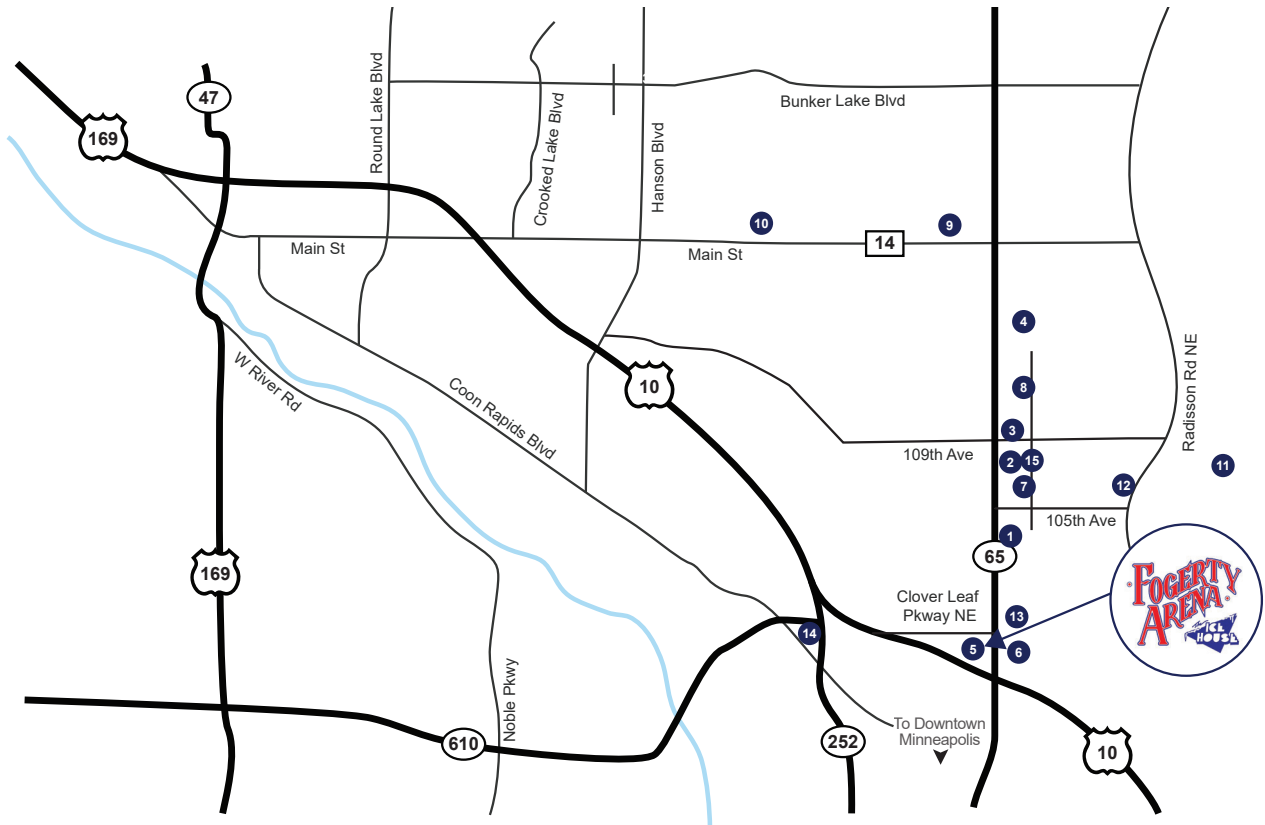 47
169
Round Lake Blvd
Crooked Lake Blvd
Hanson Blvd
Bunker Lake Blvd
10
9
Main St
Main St
14
4
W River Rd
Coon Rapids Blvd
10
8
Radisson Rd NE
3
109th Ave
2
15
11
7
12
105th Ave
1
65
169
FOGERTY
ARENA
ICE
HOUSE
Clover Leaf
Pkway NE
13
14
5
6
Noble Pkwy
610
252
To Downtown
Minneapolis
10